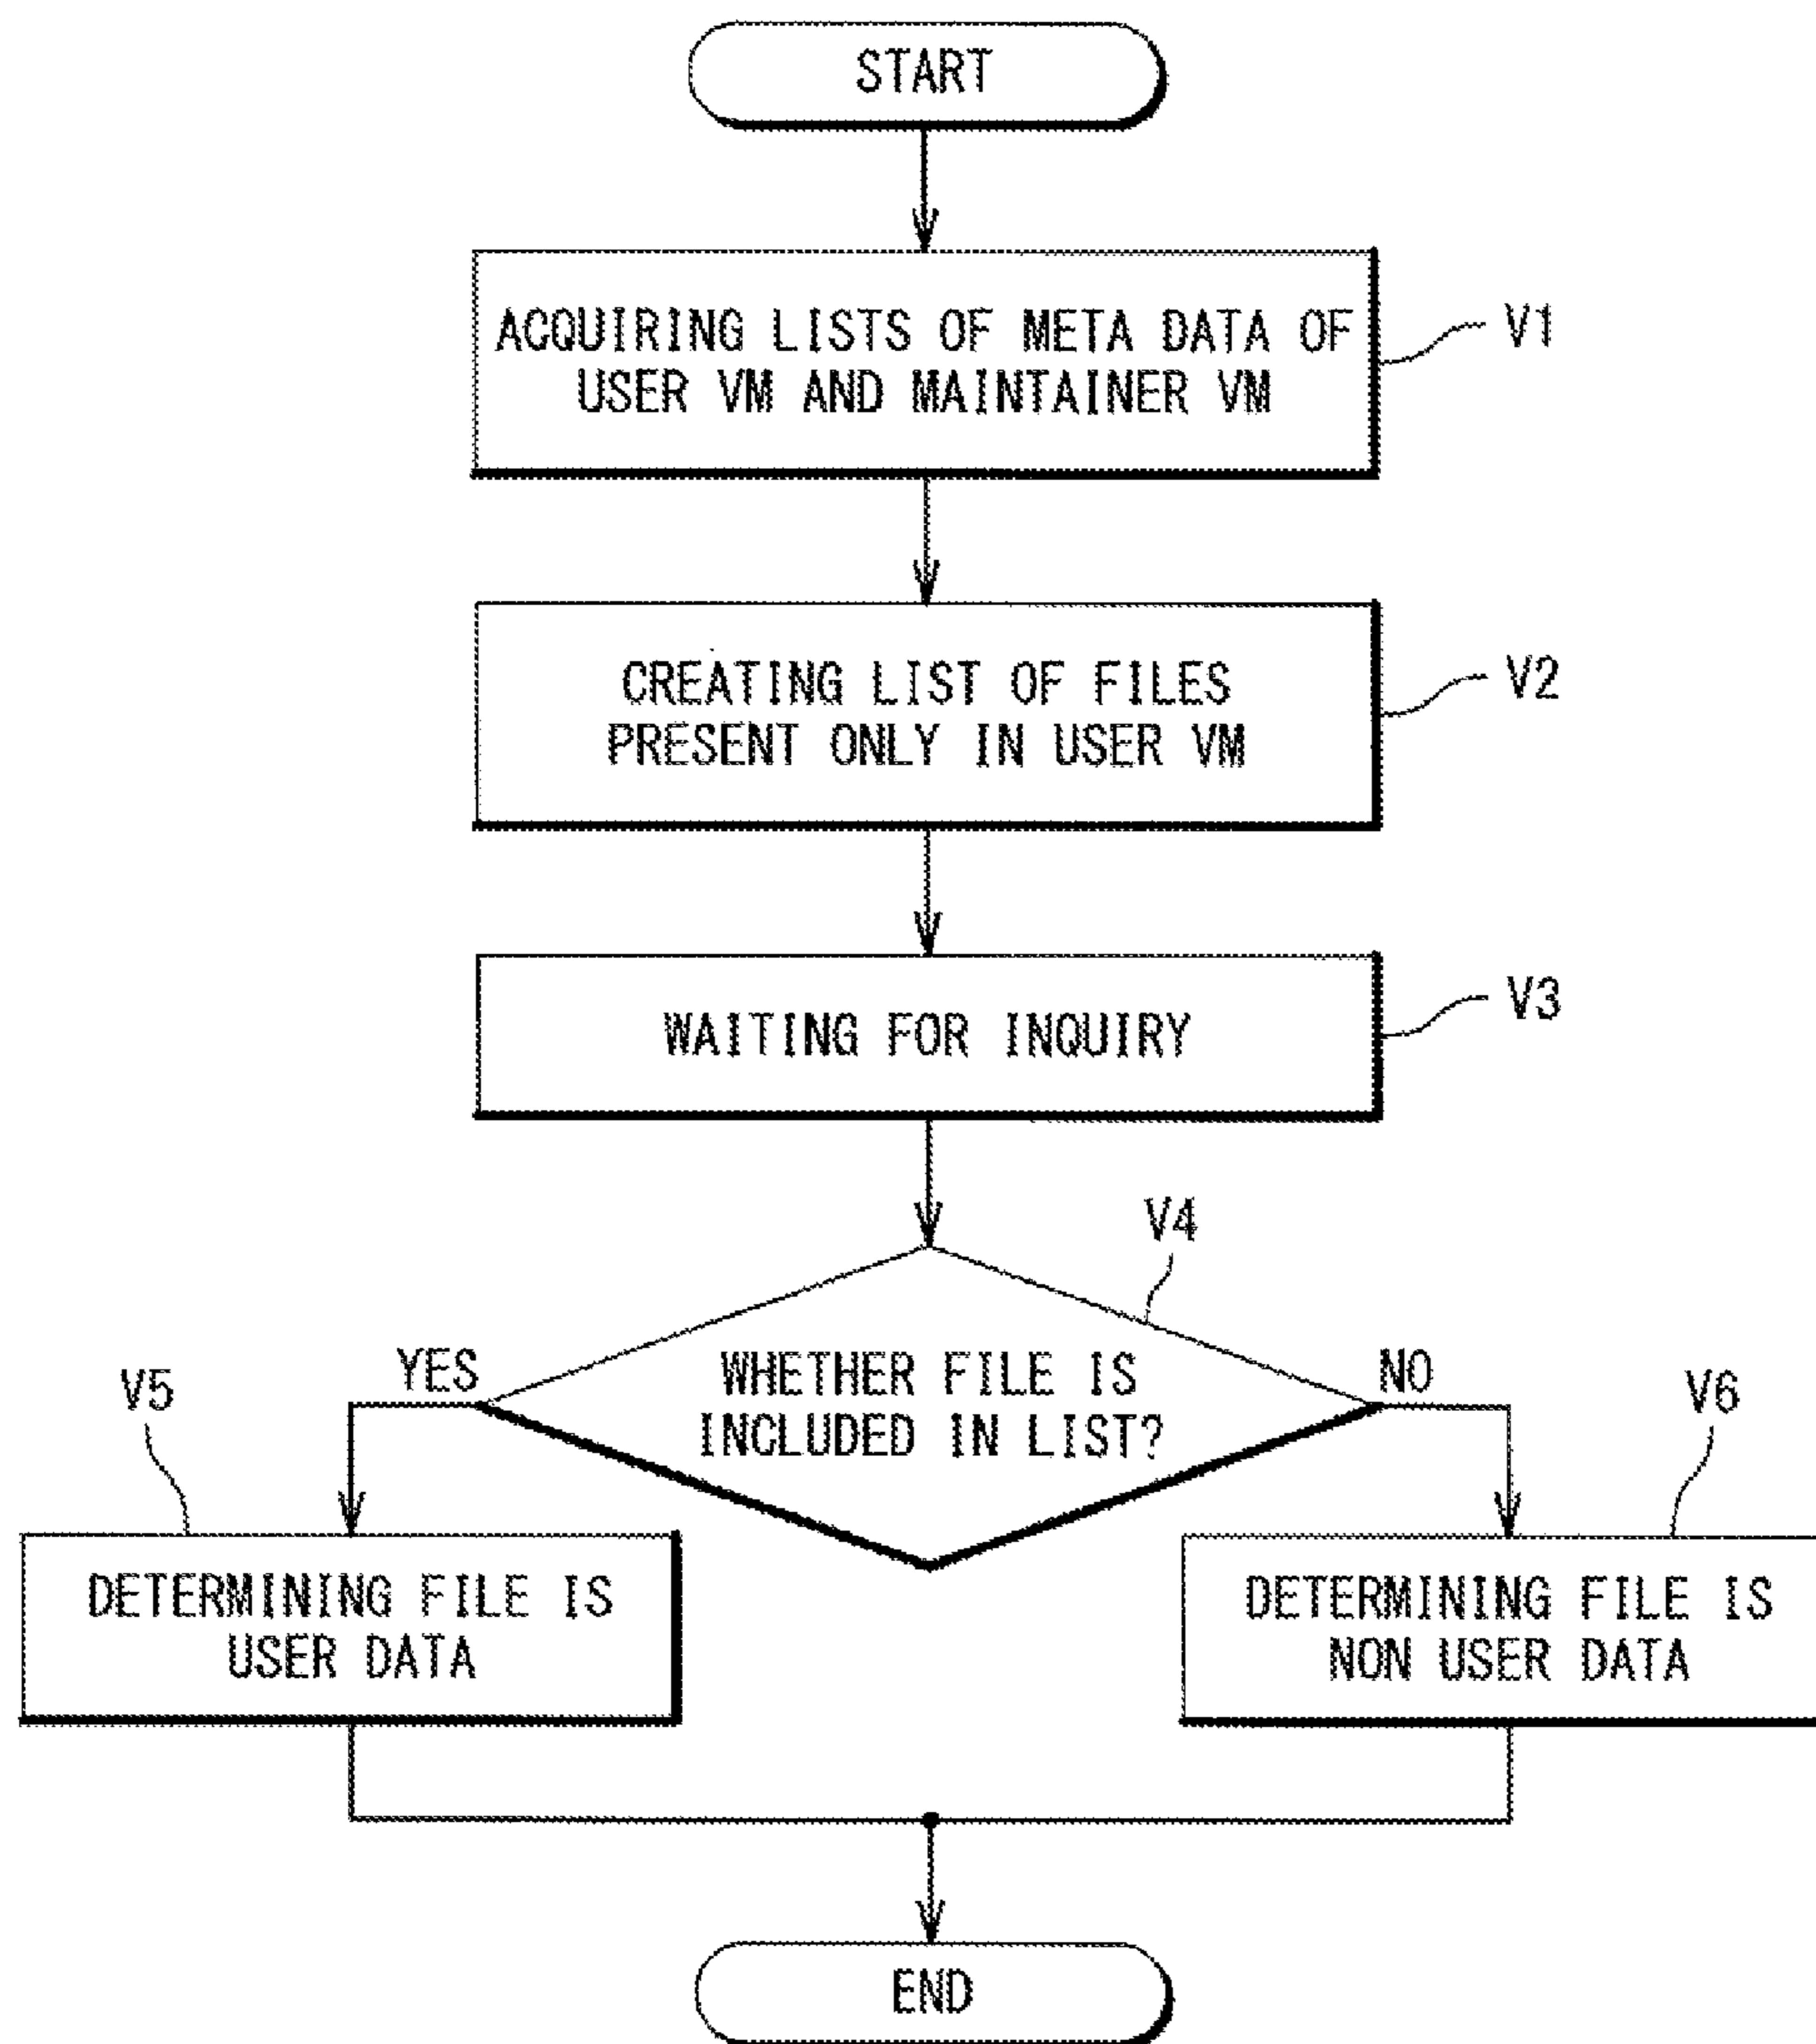 START
ACQUIRING LISTS OF META DATA OF
USER VM AND MAINTAINER VM
V1
CREATING LIST OF FILES
PRESENT ONLY IN USER VM
V2
WAITING FOR INQUIRY
V3
V4
WHETHER FILE IS
INCLUDED IN LIST?
YES
NO
V5
DETERMINING FILE IS
USER DATA
V6
DETERMINING FILE IS
NON USER DATA
END